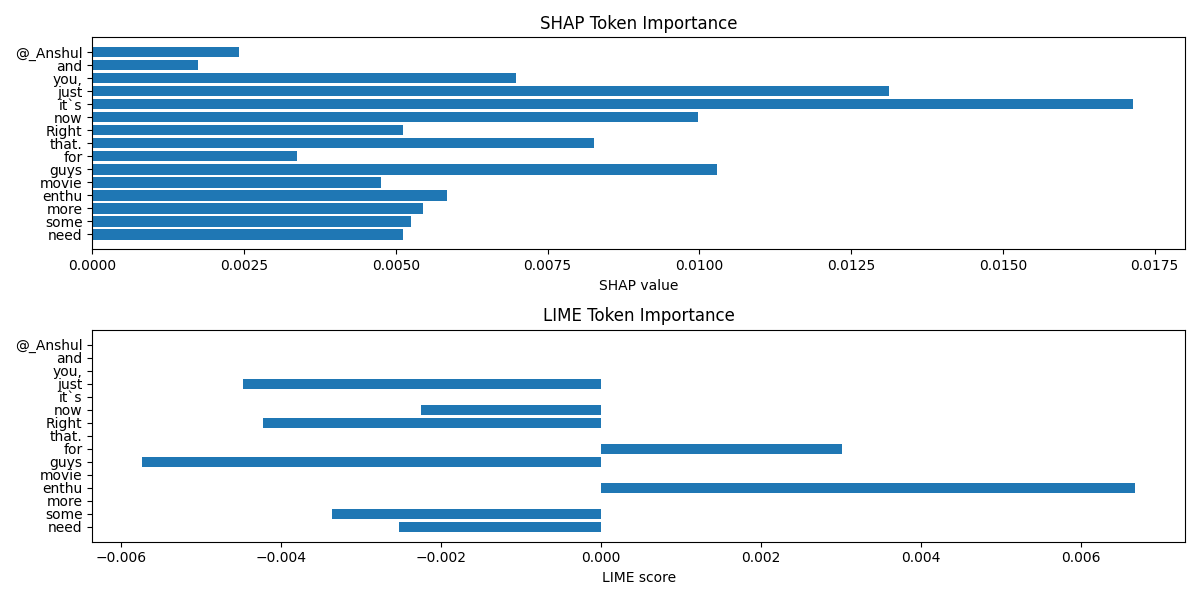 SHAP Token Importance
@_Anshul
and
you,
just
it`s
now
Right
that.
for
guys
movie
enthu
more
some
need
0.0000 0.0025 0.0050 0.0075 0.0100 0.0125 0.0150 0.0175
SHAP value
LIME Token Importance
@_Anshul
and
you,
just
it`s
now
Right
that.
for
guys
movie
enthu
more
some
need
−0.006 −0.004 −0.002 0.000 0.002 0.004 0.006
LIME score